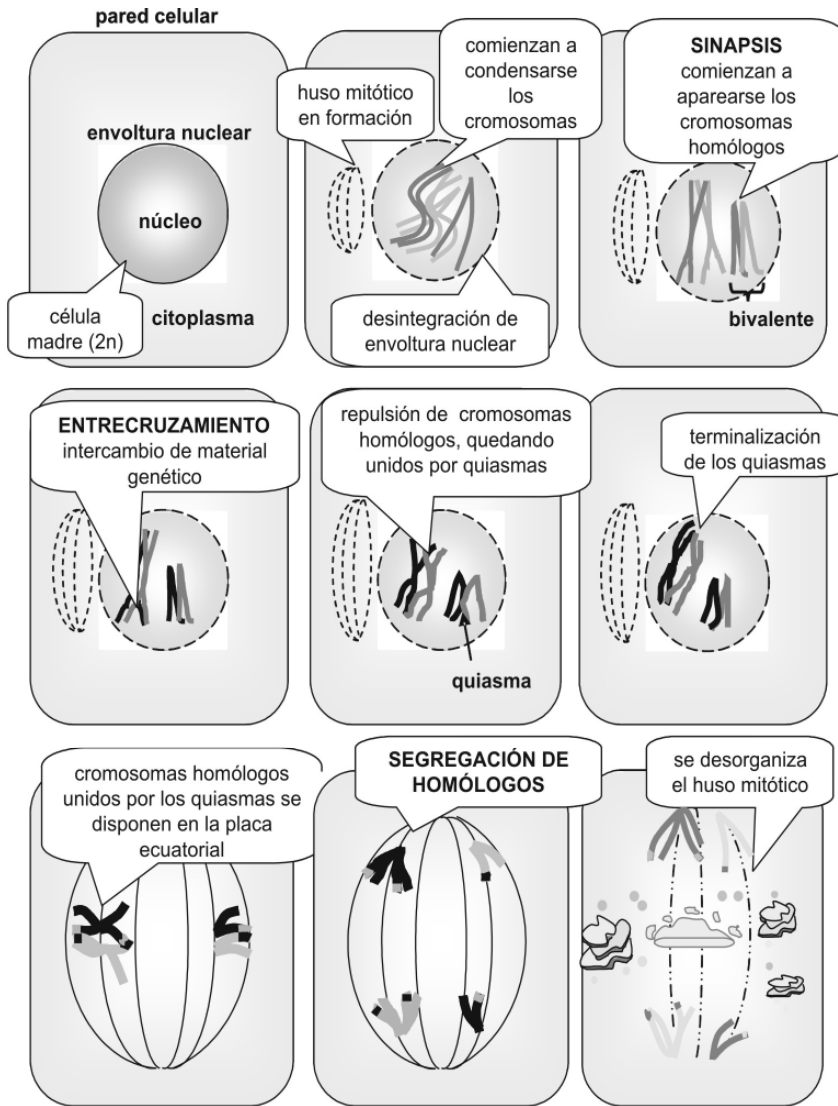 pared celular
envoltura nuclear
núcleo
célula
madre (2n)
citoplasma
huso mitótico
en formación
comienzan a
condensarse
los
cromosomas
desintegración de
envoltura nuclear
SINAPSIS
comienzan a
aparearse los
cromosomas
homólogos
bivalente
ENTRECRUZAMIENTO
intercambio de material
genético
repulsión de cromosomas
homólogos, quedando
unidos por quiasmas
quiasma
terminalización
de los quiasmas
cromosomas homólogos
unidos por los quiasmas se
disponen en la placa
ecuatorial
SEGREGACIÓN DE
HOMÓLOGOS
se desorganiza
el huso mitótico